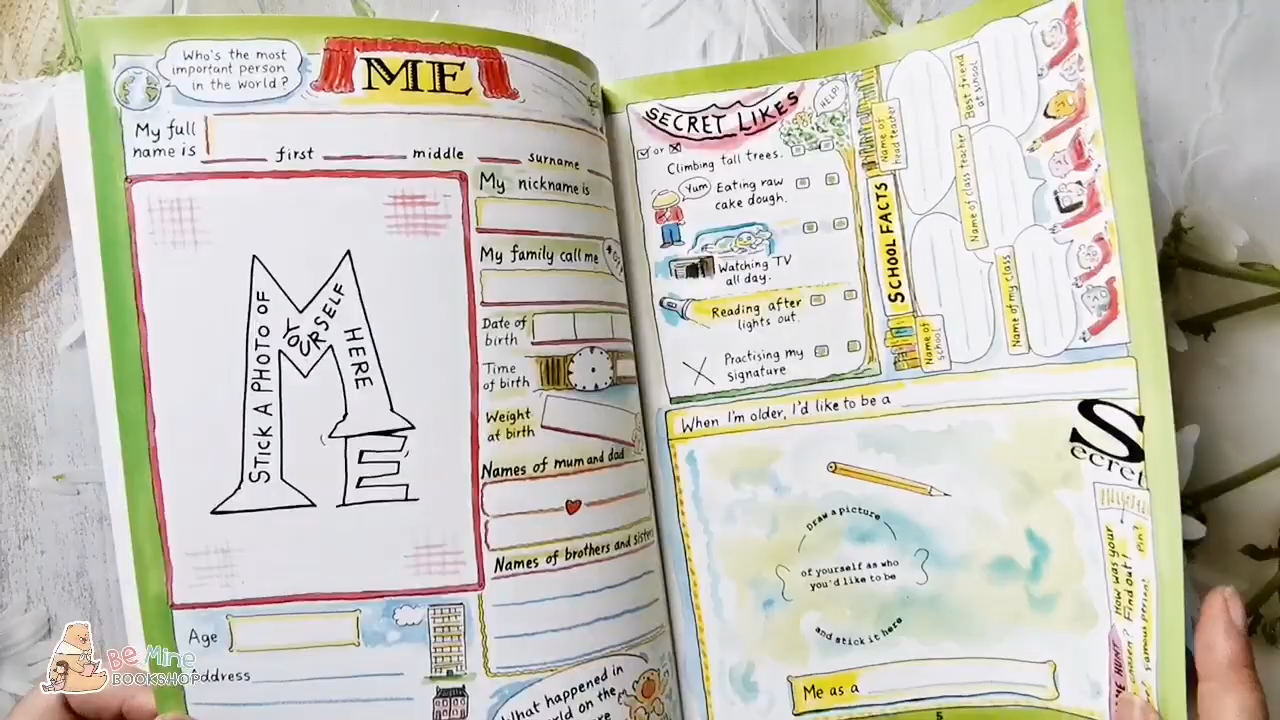 Who's the most
important person
in the world?
ME
My full
name is
first
middle
surname
STICK A PHOTO OF
YOURSELF
HERE
ME
My nickname is
My family call me
Date of
birth
Time
of birth
Weight
at birth
Names of mum and dad
Names of brothers and sisters
Age
ddress
What happened in
world on the
SECRET LIKES
HELP!
or
Climbing tall trees.
Yum
Eating raw
cake dough.
Watching TV
all day.
Reading after
lights out.
Practising my
signature
SCHOOL FACTS
Name of
head teacher
Best friend
at school
Name of class teacher
Name of my class
Name of
school
When I'm older, I'd like to be a
Draw a picture
of yourself as who
you'd like to be
and stick it here
Me as a
5
Secret
How was your
Find out!
Be Mine
BOOKSHOP